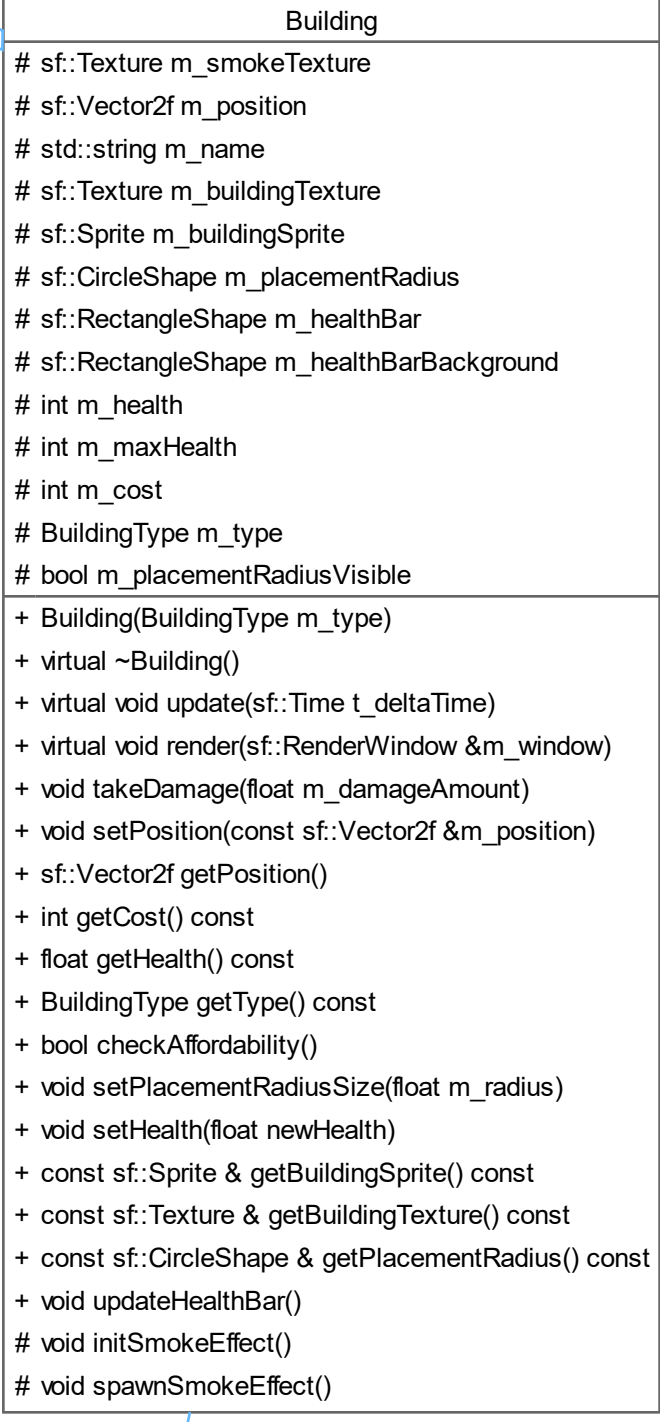 Building
# sf::Texture m_smokeTexture
# sf::Vector2f m_position
# std::string m_name
# sf::Texture m_buildingTexture
# sf::Sprite m_buildingSprite
# sf::CircleShape m_placementRadius
# sf::RectangleShape m_healthBar
# sf::RectangleShape m_healthBarBackground
# int m_health
# int m_maxHealth
# int m_cost
# BuildingType m_type
# bool m_placementRadiusVisible
+ Building(BuildingType m_type)
+ virtual ~Building()
+ virtual void update(sf::Time t_deltaTime)
+ virtual void render(sf::RenderWindow &m_window)
+ void takeDamage(float m_damageAmount)
+ void setPosition(const sf::Vector2f &m_position)
+ sf::Vector2f getPosition()
+ int getCost() const
+ float getHealth() const
+ BuildingType getType() const
+ bool checkAffordability()
+ void setPlacementRadiusSize(float m_radius)
+ void setHealth(float newHealth)
+ const sf::Sprite & getBuildingSprite() const
+ const sf::Texture & getBuildingTexture() const
+ const sf::CircleShape & getPlacementRadius() const
+ void updateHealthBar()
# void initSmokeEffect()
# void spawnSmokeEffect()